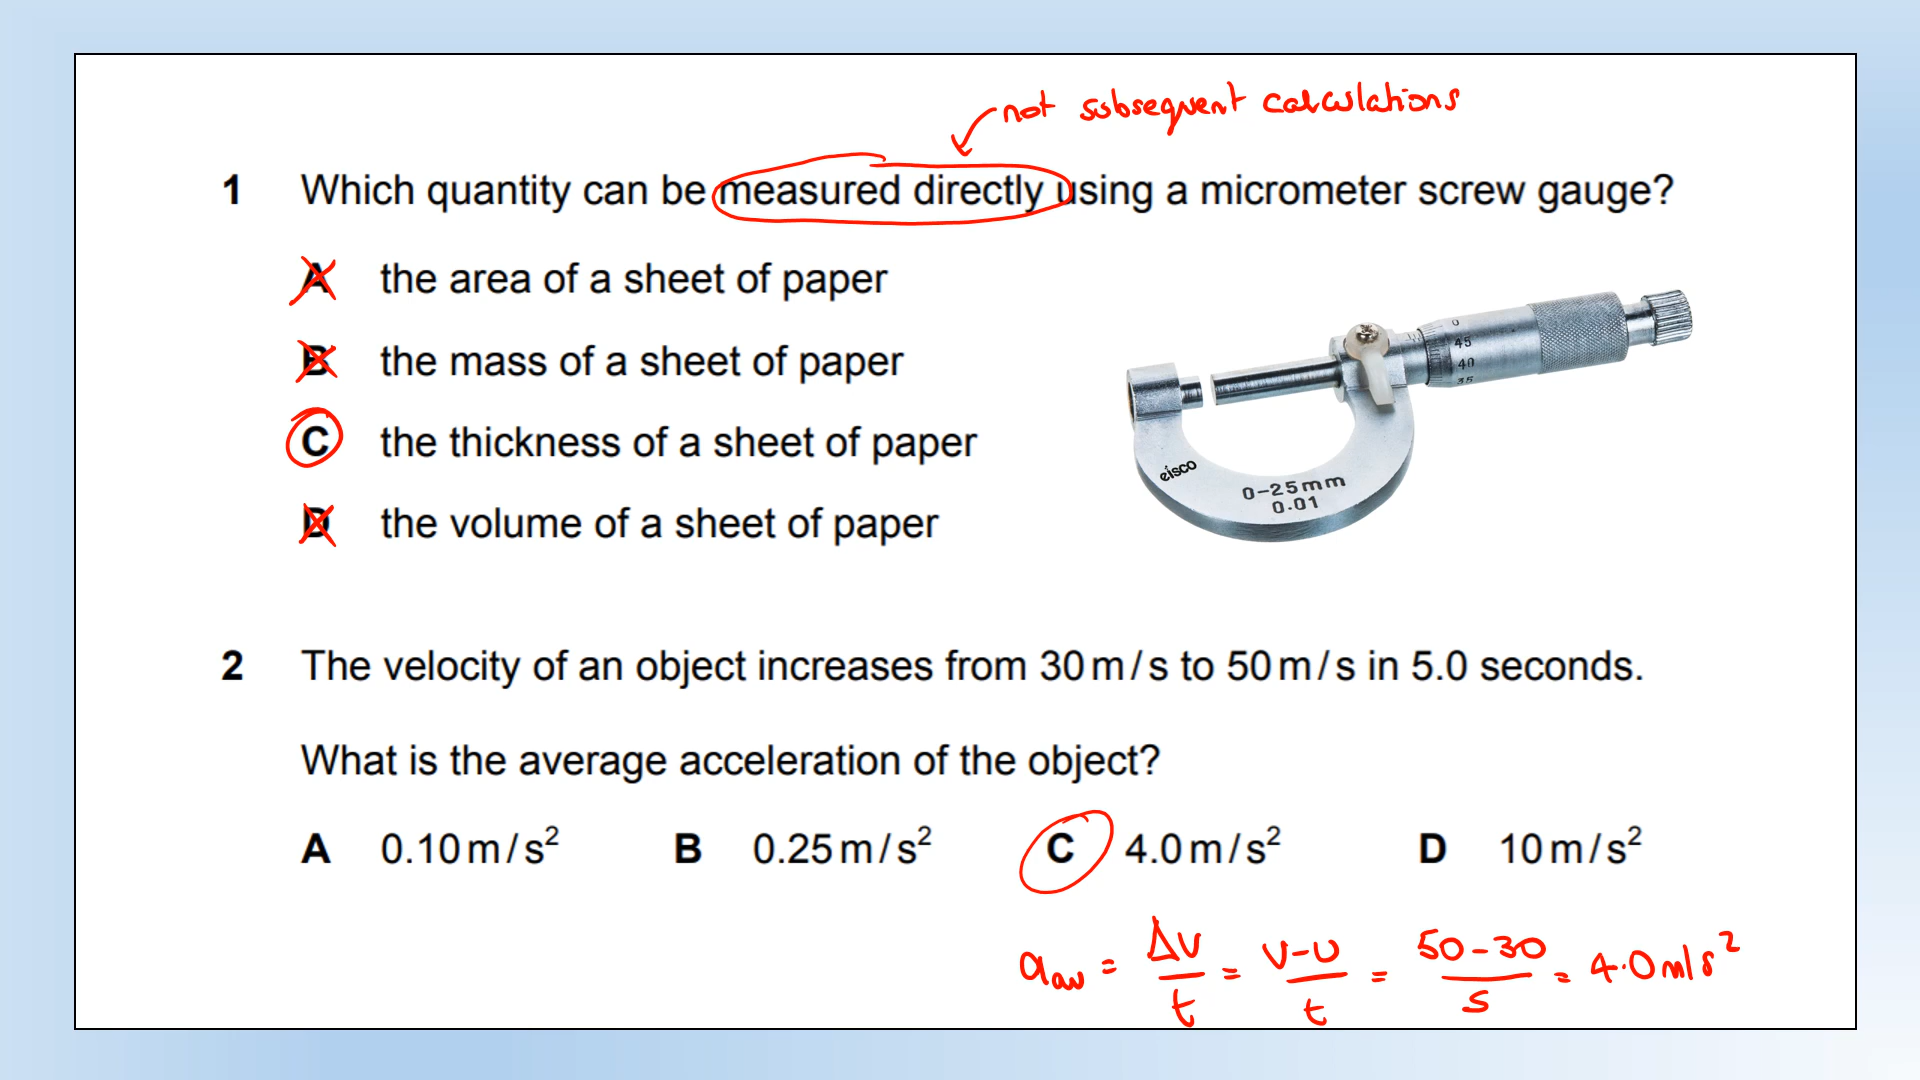 not subsequent calculations
1 Which quantity can be measured directly using a micrometer screw gauge?
A the area of a sheet of paper
B the mass of a sheet of paper
C the thickness of a sheet of paper
D the volume of a sheet of paper
0
45
40
35
eisco
0-25mm
0.01
2 The velocity of an object increases from 30 m/s to 50 m/s in 5.0 seconds.
What is the average acceleration of the object?
A 0.10 m/s² B 0.25 m/s² C 4.0 m/s² D 10 m/s²
a_av = Δv/t = v-u/t = 50-30/5 = 4.0 m/s²